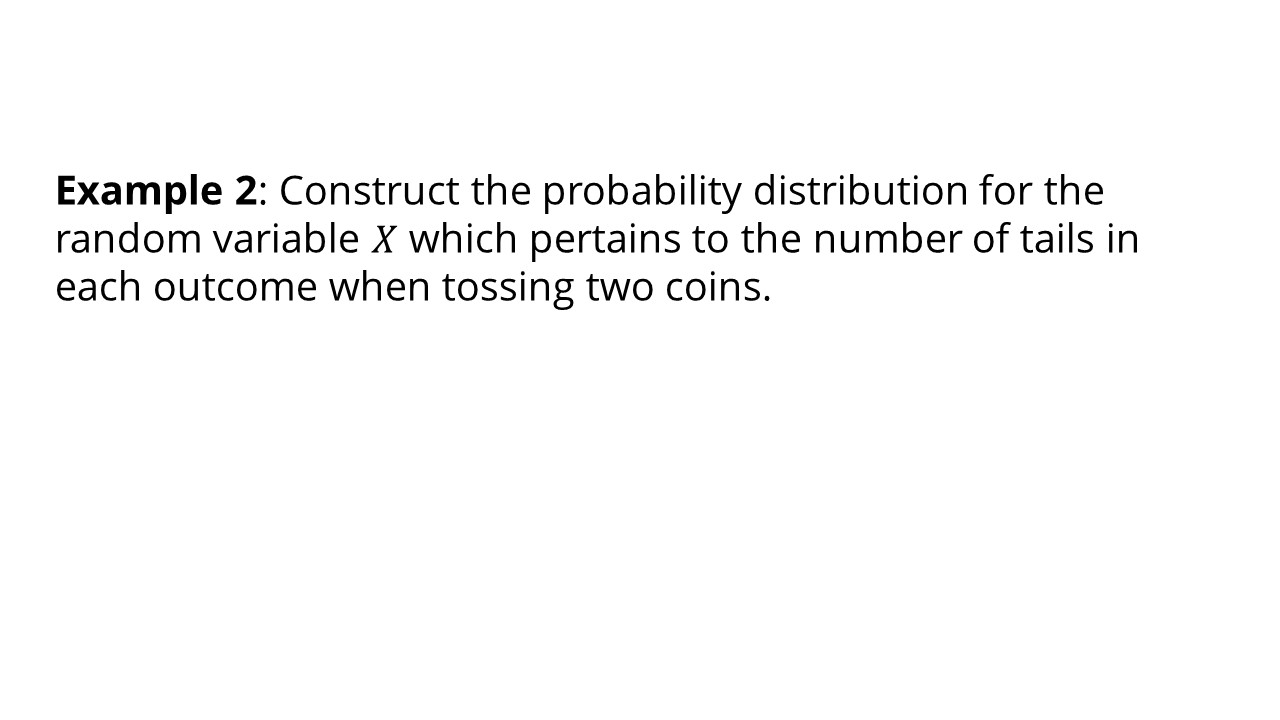 Example 2: Construct the probability distribution for the
random variable X which pertains to the number of tails in
each outcome when tossing two coins.